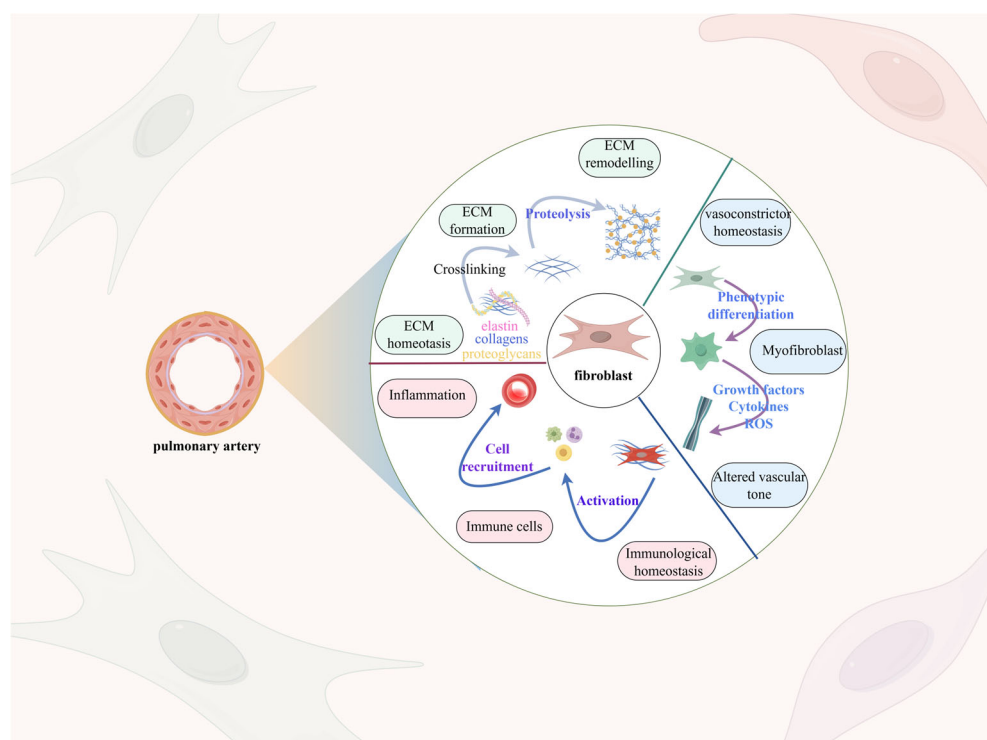 ECM
remodelling
ECM
formation
Proteolysis
Crosslinking
elastin
collagens
proteoglycans
ECM
homeotasis
vasoconstrictor
homeostasis
Phenotypic
differentiation
Myofibroblast
Growth factors
Cytokines
ROS
Altered vascular
tone
fibroblast
Inflammation
Cell
recruitment
Immune cells
Activation
Immunological
homeostasis
pulmonary artery